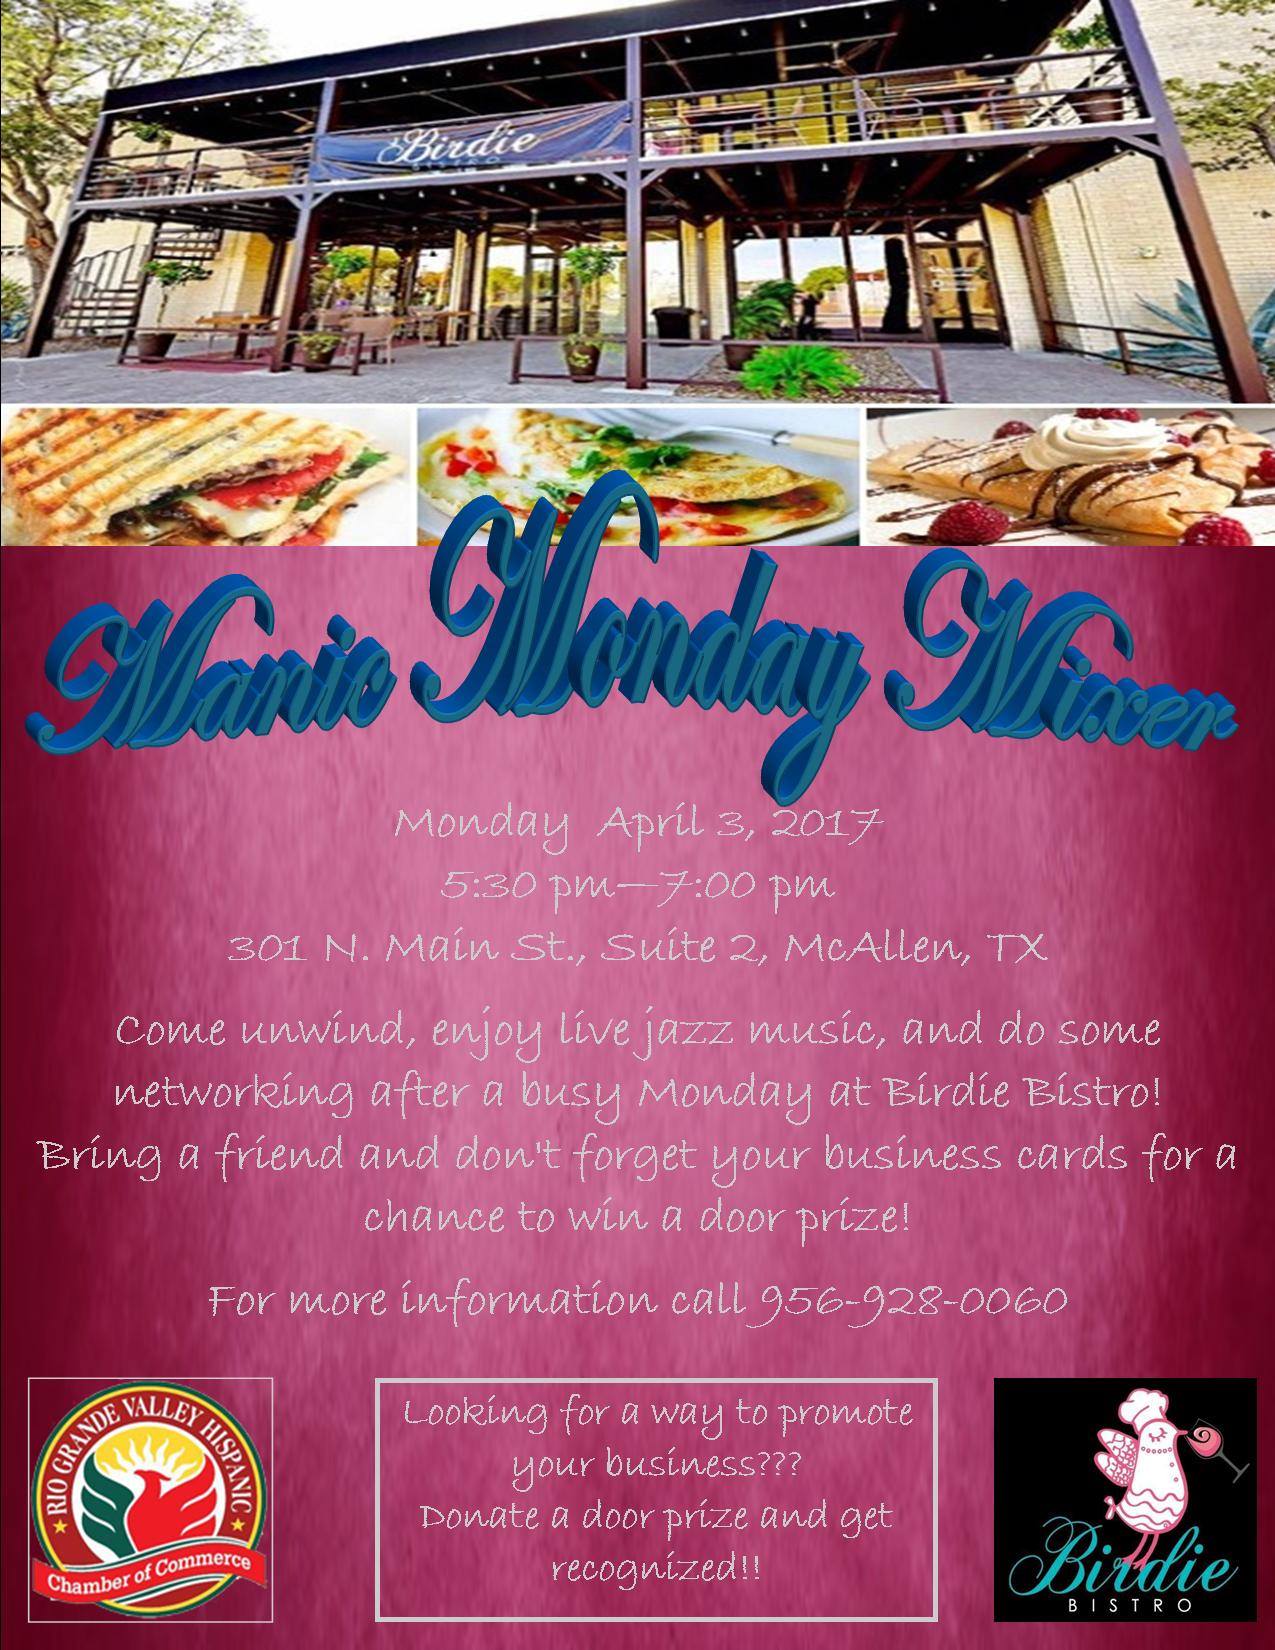 Birdie
BISTRO
Manic Monday Mixer
Monday April 3, 2017
5:30 pm—7:00 pm
301 N. Main St., Suite 2, McAllen, TX
Come unwind, enjoy live jazz music, and do some
networking after a busy Monday at Birdie Bistro!
Bring a friend and don't forget your business cards for a
chance to win a door prize!
For more information call 956-928-0060
RIO GRANDE VALLEY HISPANIC
Chamber of Commerce
Looking for a way to promote
your business???
Donate a door prize and get
recognized!!
Birdie
BISTRO